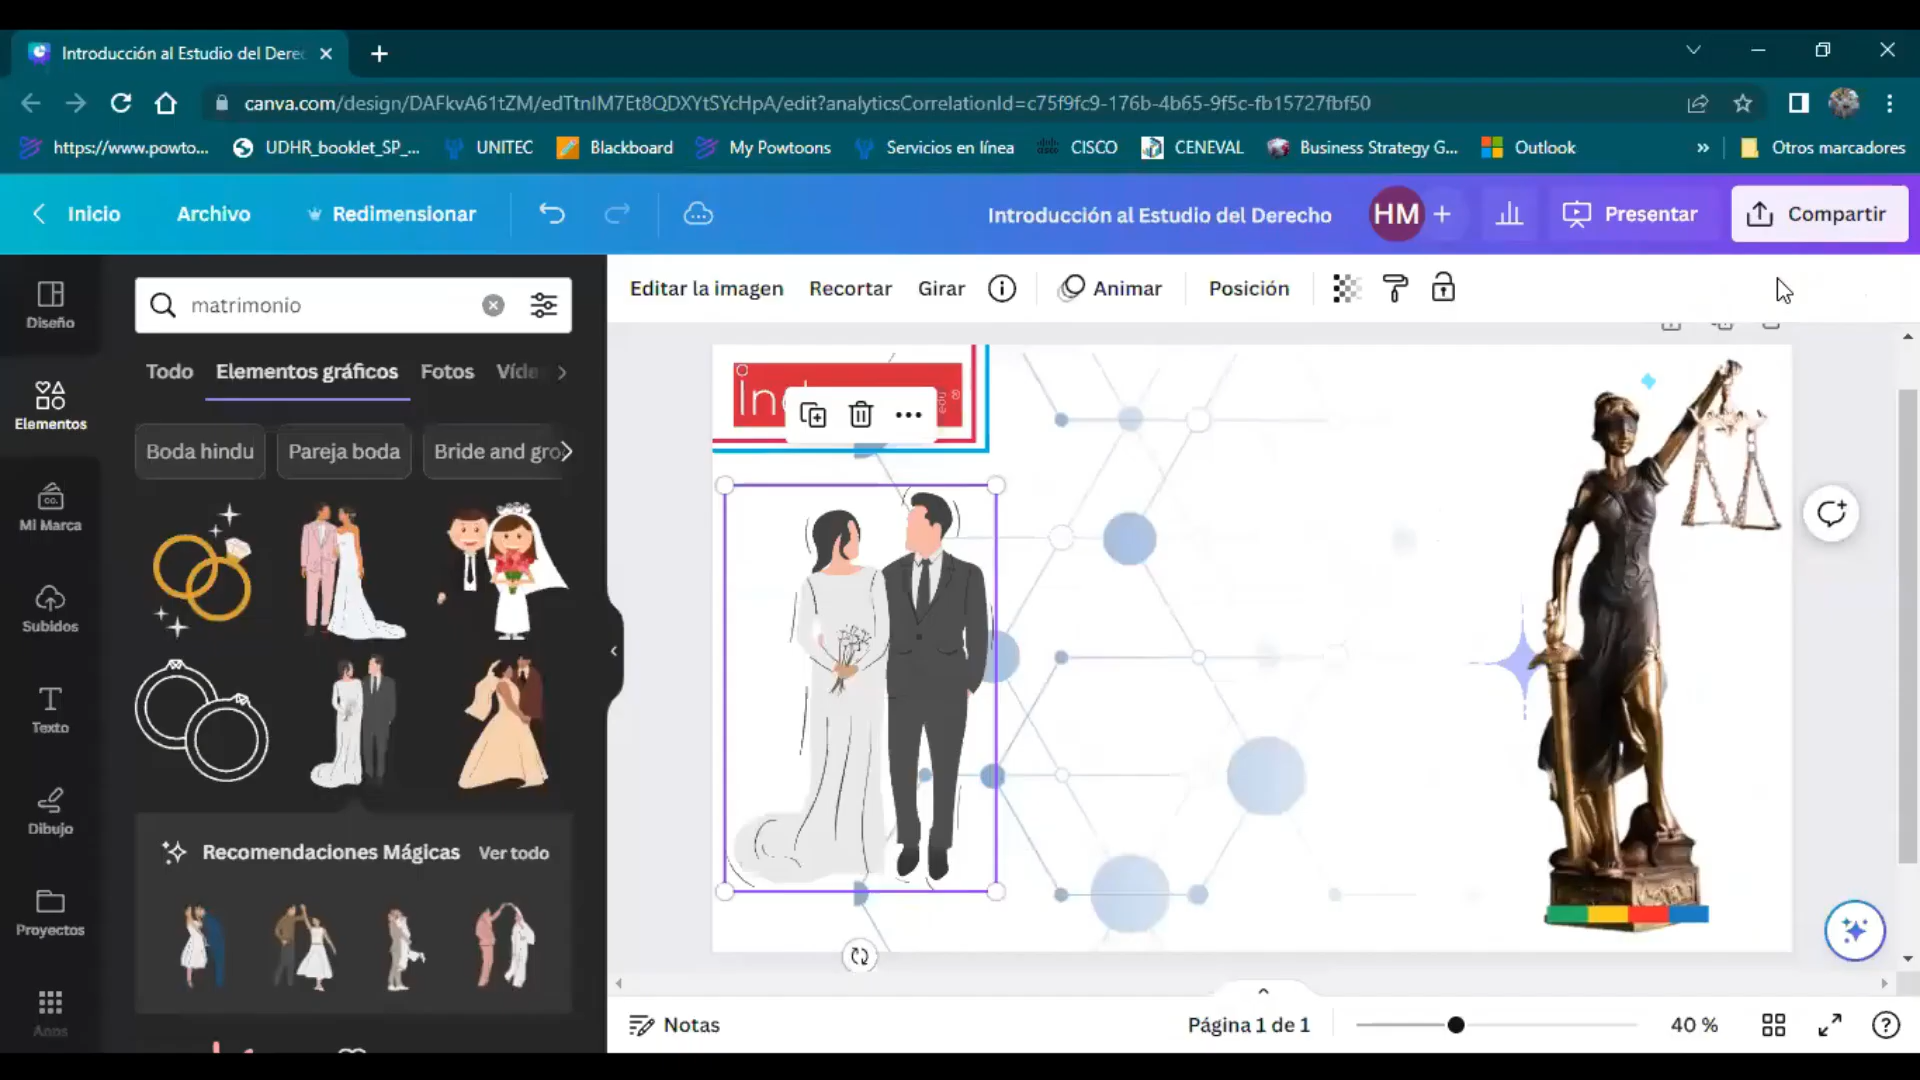 Introducción al Estudio del Derec
canva.com/design/DAFkvA61tZM/edTtnIM7Et8QDXYtSYcHpA/edit?analyticsCorrelationId=c75f9fc9-176b-4b65-9f5c-fb15727fbf50
https://www.powto...
UDHR_booklet_SP_...
UNITEC
Blackboard
My Powtoons
Servicios en línea
CISCO
CENEVAL
Business Strategy G...
Outlook
»
Otros marcadores
Inicio
Archivo
Redimensionar
Introducción al Estudio del Derecho
HM
Presentar
Compartir
Diseño
Elementos
Mi Marca
Subidos
Texto
Dibujo
Proyectos
Apps
matrimonio
Todo
Elementos gráficos
Fotos
Víde
Boda hindu
Pareja boda
Bride and gro
Recomendaciones Mágicas
Ver todo
Editar la imagen
Recortar
Girar
Animar
Posición
In
edu
Notas
Página 1 de 1
40 %